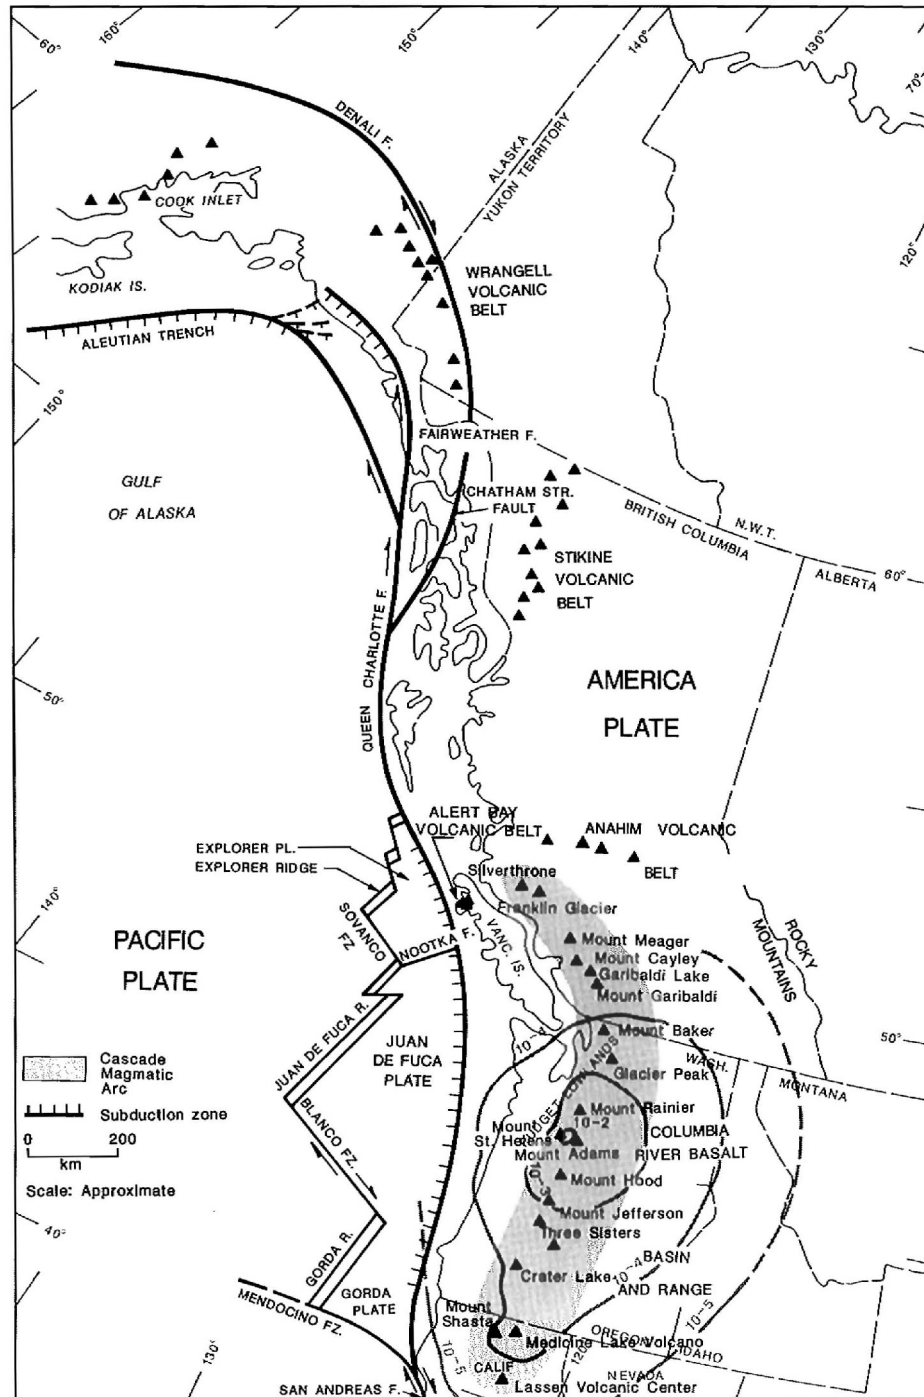 60°
160°
150°
140°
130°
70°
DENALI F.
ALASKA
YUKON TERRITORY
COOK INLET
120°
KODIAK IS.
WRANGELL
VOLCANIC
BELT
ALEUTIAN TRENCH
150°
FAIRWEATHER F.
GULF
OF ALASKA
CHATHAM STR.
FAULT
BRITISH COLUMBIA
N.W.T.
ALBERTA
60°
STIKINE
VOLCANIC
BELT
QUEEN CHARLOTTE F.
50°
AMERICA
PLATE
ALERT BAY
VOLCANIC BELT
ANAHIM VOLCANIC
BELT
EXPLORER PL.
EXPLORER RIDGE
Silverthrone
Franklin Glacier
140°
SOVANCO
FZ
NOOTKA F.
VANC. IS.
ROCKY
MOUNTAINS
PACIFIC
PLATE
Mount Meager
Mount Cayley
Garibaldi Lake
Mount Garibaldi
JUAN DE FUCA R.
JUAN
DE FUCA
PLATE
10-4
Mount Baker
50°
Cascade
Magmatic
Arc
PUGET LOWLANDS
Glacier Peak
WASH.
MONTANA
Subduction zone
BLANCO FZ.
Mount Rainier
10-2
0 200
km
Mount
St. Helens
COLUMBIA
RIVER BASALT
Mount Adams
Scale: Approximate
10-3
Mount Hood
40°
Mount Jefferson
Three Sisters
GORDA R.
10-4
BASIN
AND RANGE
Crater Lake
10-5
MENDOCINO FZ.
GORDA
PLATE
Mount
Shasta
Medicine Lake Volcano
OREGON
IDAHO
130°
10-5
CALIF
120°
NEVADA
SAN ANDREAS F.
Lassen Volcanic Center